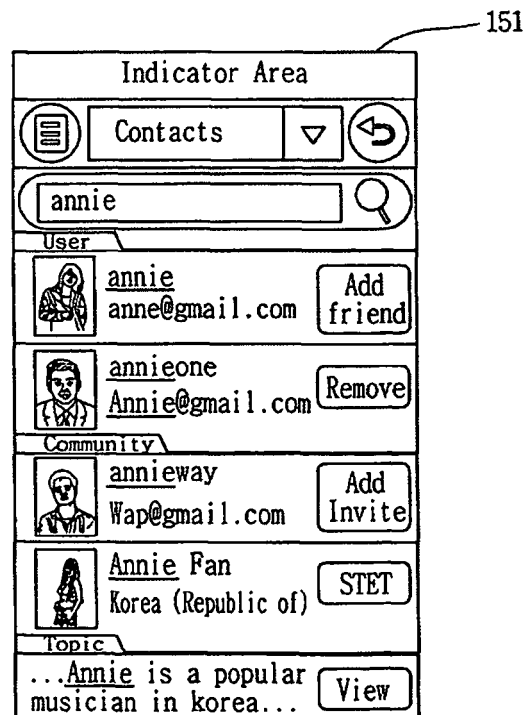 151
Indicator Area
Contacts
annie
User
annie
anne@gmail.com
Add
friend
annieone
Annie@gmail.com
Remove
Community
annieway
Wap@gmail.com
Add
Invite
Annie Fan
Korea (Republic of)
STET
Topic
...Annie is a popular
musician in korea...
View